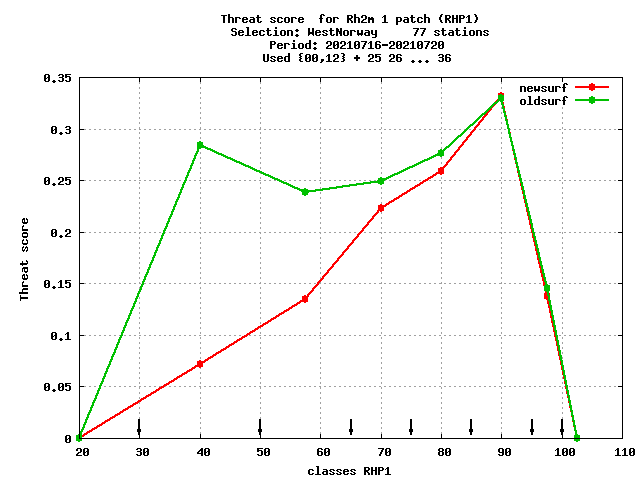 Threat score  for Rh2m 1 patch (RHP1)
Selection: WestNorway     77 stations
Period: 20210716-20210720
Used {00,12} + 25 26 ... 36
newsurf
oldsurf
0.35
0.3
0.25
0.2
0.15
0.1
0.05
0
Threat score
20 30 40 50 60 70 80 90 100 110
classes RHP1